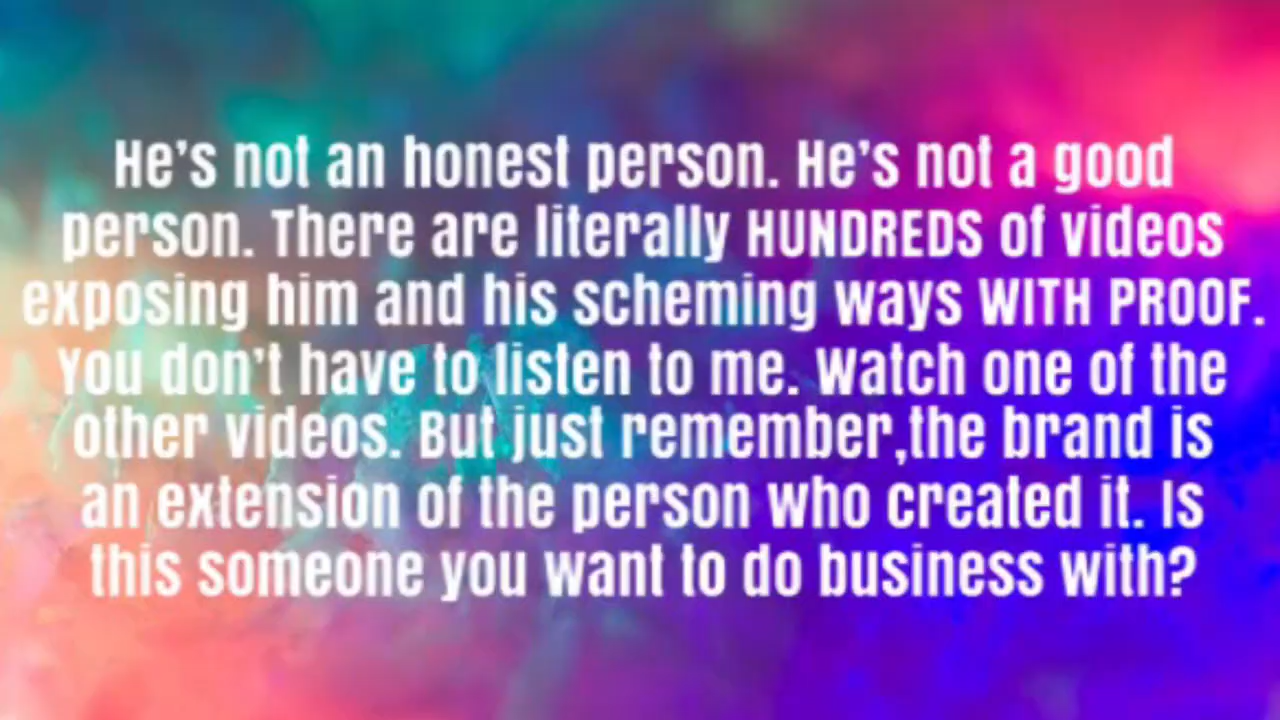 He's not an honest person. He's not a good
person. There are literally HUNDREDS of videos
exposing him and his scheming ways WITH PROOF.
You don't have to listen to me. Watch one of the
other videos. But just remember,the brand is
an extension of the person who created it. Is
this someone you want to do business with?